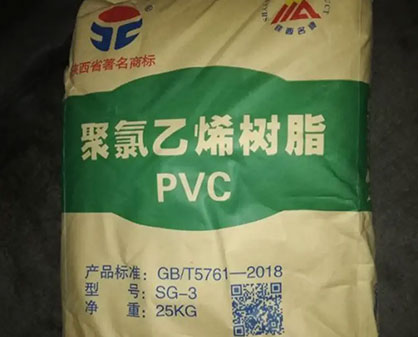 陕西省著名商标
陕西名牌
聚氯乙烯树脂
PVC
产品标准：GB/T5761—2018
型 号：SG-3
净 重：25KG